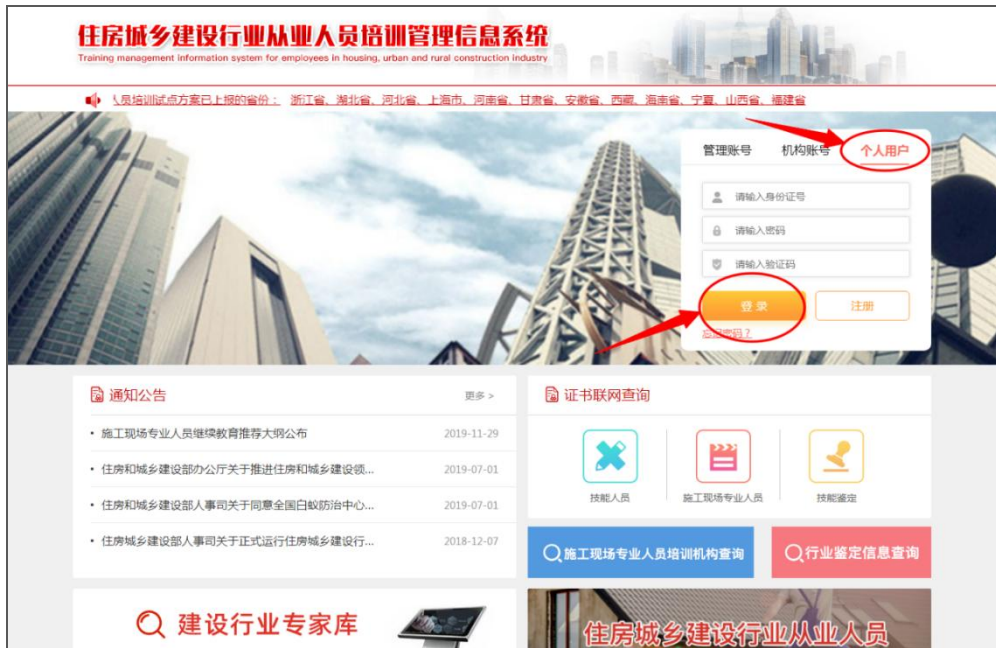 住房城乡建设行业从业人员培训管理信息系统
Training management information system for employees in housing, urban and rural construction industry
人员培训试点方案已上报的省份： 浙江省、湖北省、河北省、上海市、河南省、甘肃省、安徽省、西藏、海南省、宁夏、山西省、福建省
管理账号 机构账号 个人用户
请输入身份证号
请输入密码
请输入验证码
登录 注册
忘记密码？
通知公告 更多 >
• 施工现场专业人员继续教育推荐大纲公布 2019-11-29
• 住房和城乡建设部办公厅关于推进住房和城乡建设领... 2019-07-01
• 住房和城乡建设部人事司关于同意全国白蚁防治中心... 2019-07-01
• 住房城乡建设部人事司关于正式运行住房城乡建设行... 2018-12-07
证书联网查询
技能人员 施工现场专业人员 技能鉴定
施工现场专业人员培训机构查询 行业鉴定信息查询
建设行业专家库
住房城乡建设行业从业人员